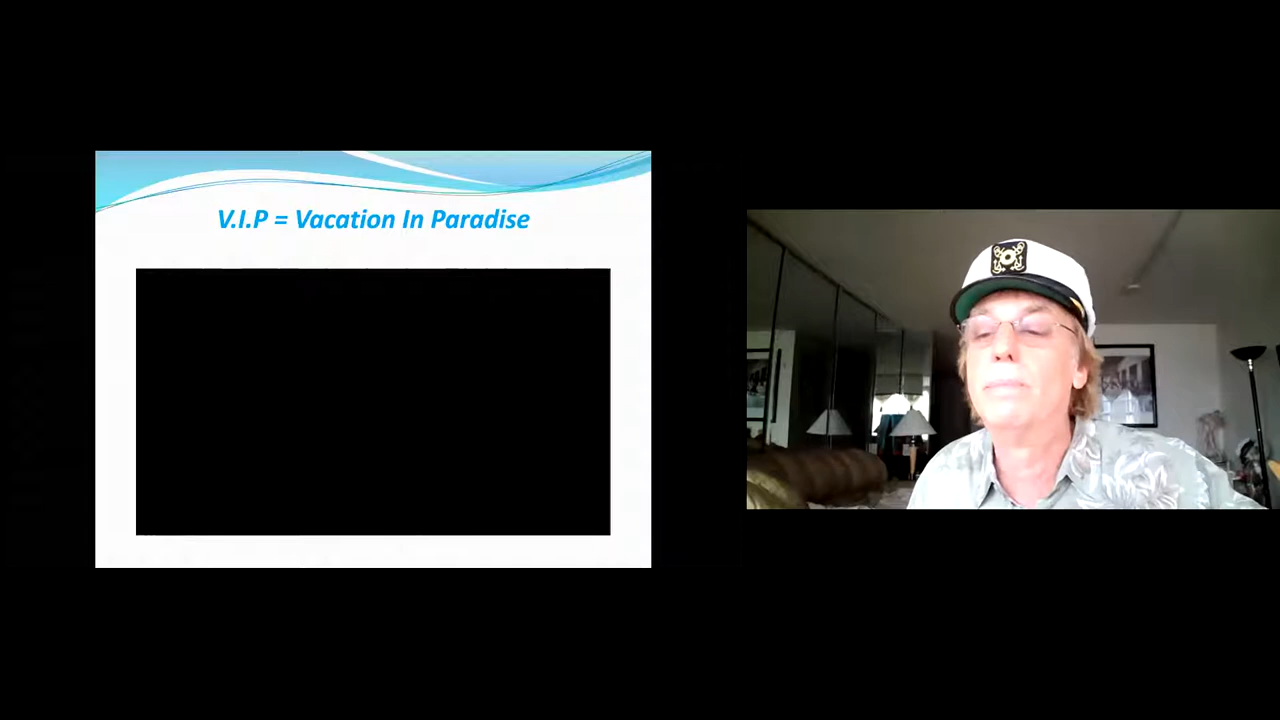 V.I.P = Vacation In Paradise